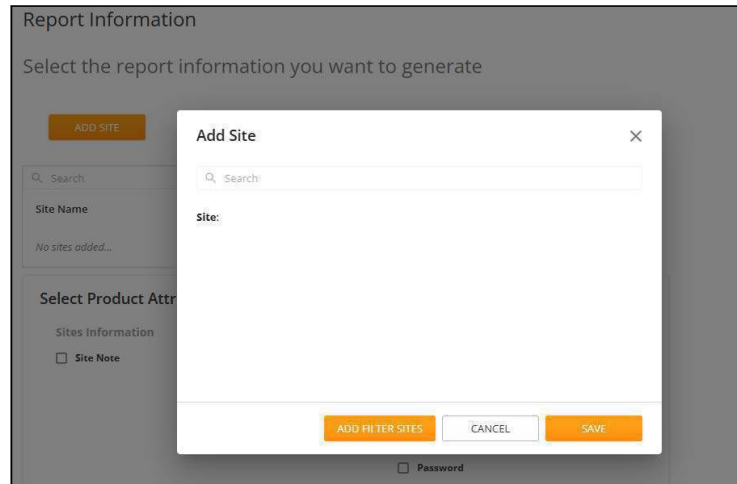 Report Information
Select the report information you want to generate
ADD SITE
Search
Site Name
No sites added...
Select Product Attr
Sites Information
Site Note
Add Site
Search
Site:
ADD FILTER SITES
CANCEL
SAVE
Password